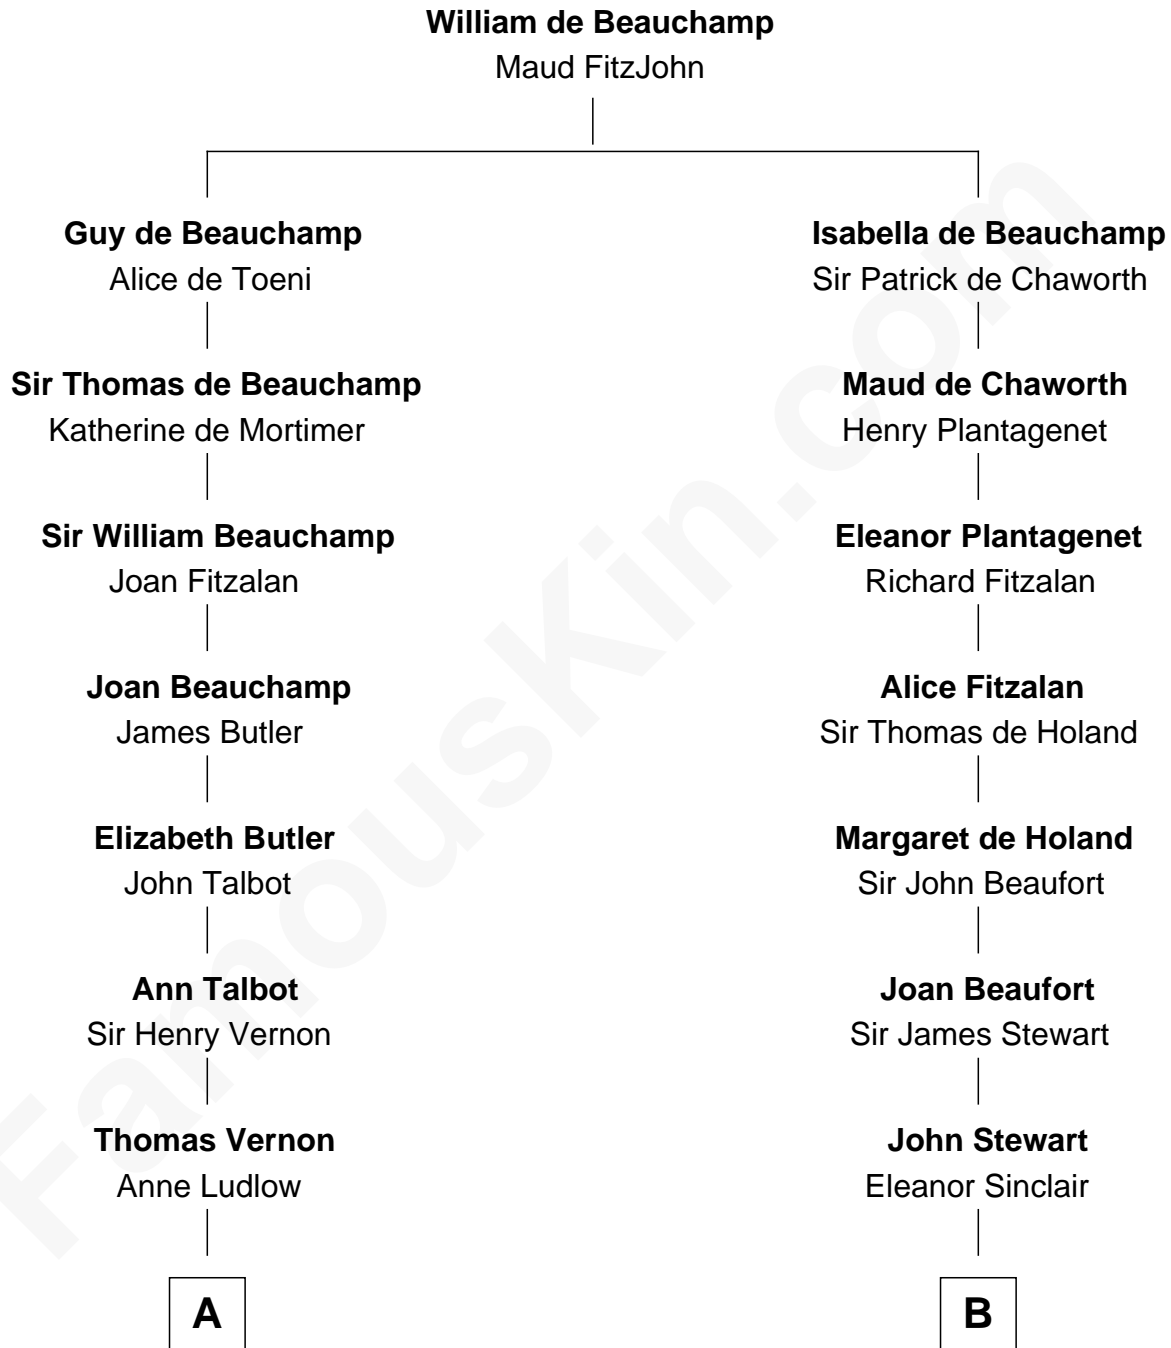 William de Beauchamp
Maud FitzJohn
Guy de Beauchamp
Alice de Toeni
Isabella de Beauchamp
Sir Patrick de Chaworth
Sir Thomas de Beauchamp
Katherine de Mortimer
Maud de Chaworth
Henry Plantagenet
Sir William Beauchamp
Joan Fitzalan
Eleanor Plantagenet
Richard Fitzalan
Joan Beauchamp
James Butler
Alice Fitzalan
Sir Thomas de Holand
Elizabeth Butler
John Talbot
Margaret de Holand
Sir John Beaufort
Ann Talbot
Sir Henry Vernon
Joan Beaufort
Sir James Stewart
Thomas Vernon
Anne Ludlow
John Stewart
Eleanor Sinclair
A
B
FamousKin.com